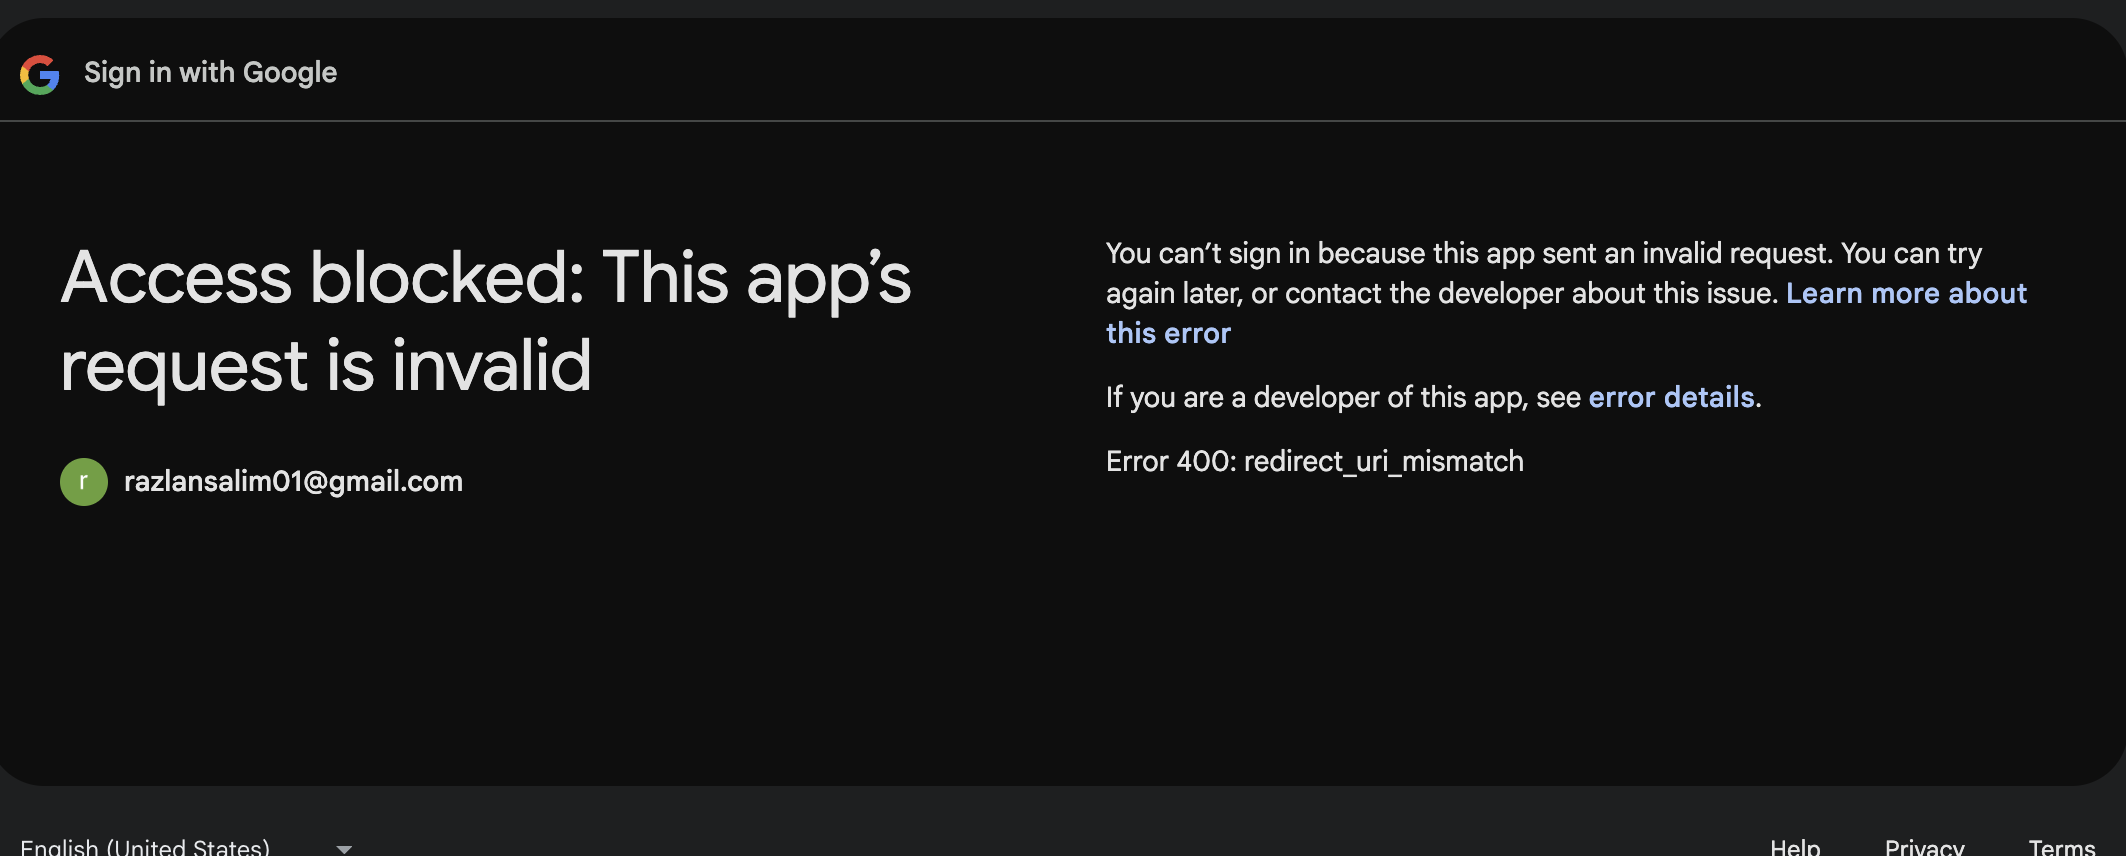 Sign in with Google
Access blocked: This app’s
request is invalid
r
razlansalim01@gmail.com
You can’t sign in because this app sent an invalid request. You can try
again later, or contact the developer about this issue. Learn more about
this error
If you are a developer of this app, see error details.
Error 400: redirect_uri_mismatch
English (United States)
Help
Privacy
Terms